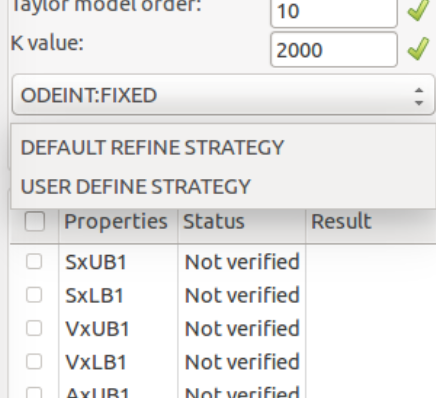 Taylor model order:
10
K value:
2000
ODEINT:FIXED
DEFAULT REFINE STRATEGY
USER DEFINE STRATEGY
Properties Status Result
SxUB1 Not verified
SxLB1 Not verified
VxUB1 Not verified
VxLB1 Not verified
AxUB1 Not verified